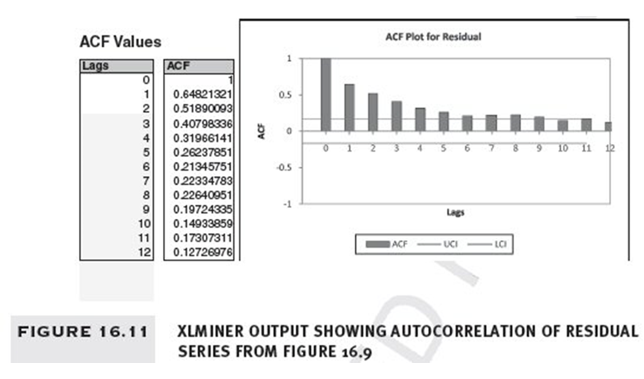 ACF Values
Lags ACF
0 1
1 0.64821321
2 0.51890093
3 0.40798336
4 0.31966141
5 0.26237851
6 0.21345751
7 0.22334783
8 0.22640951
9 0.19724335
10 0.14933859
11 0.17307311
12 0.12726976
ACF Plot for Residual
ACF
1
0.5
0
-0.5
-1
0 1 2 3 4 5 6 7 8 9 10 11 12
Lags
ACF UCI LCI
FIGURE 16.11 XLMINER OUTPUT SHOWING AUTOCORRELATION OF RESIDUAL
SERIES FROM FIGURE 16.9